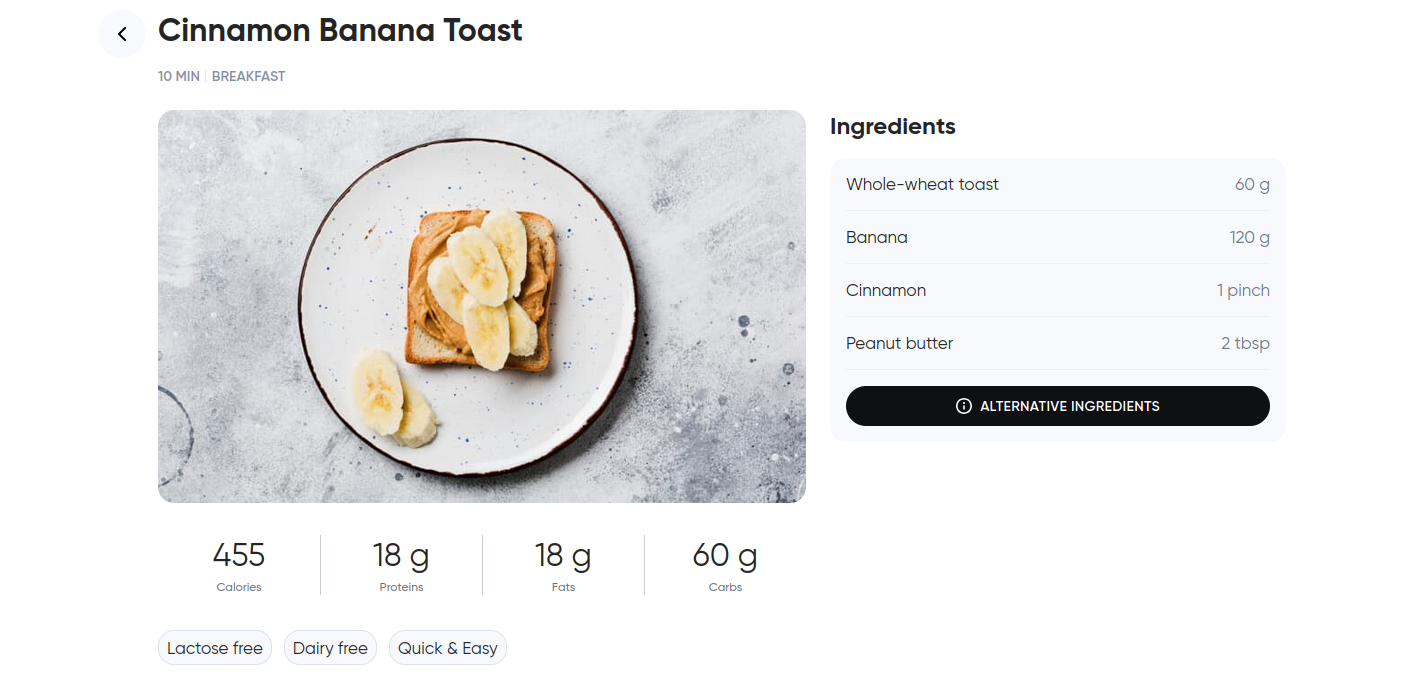 Cinnamon Banana Toast
10 MIN | BREAKFAST
Ingredients
Whole-wheat toast 60 g
Banana 120 g
Cinnamon 1 pinch
Peanut butter 2 tbsp
ALTERNATIVE INGREDIENTS
455 18 g 18 g 60 g
Calories Proteins Fats Carbs
Lactose free Dairy free Quick & Easy